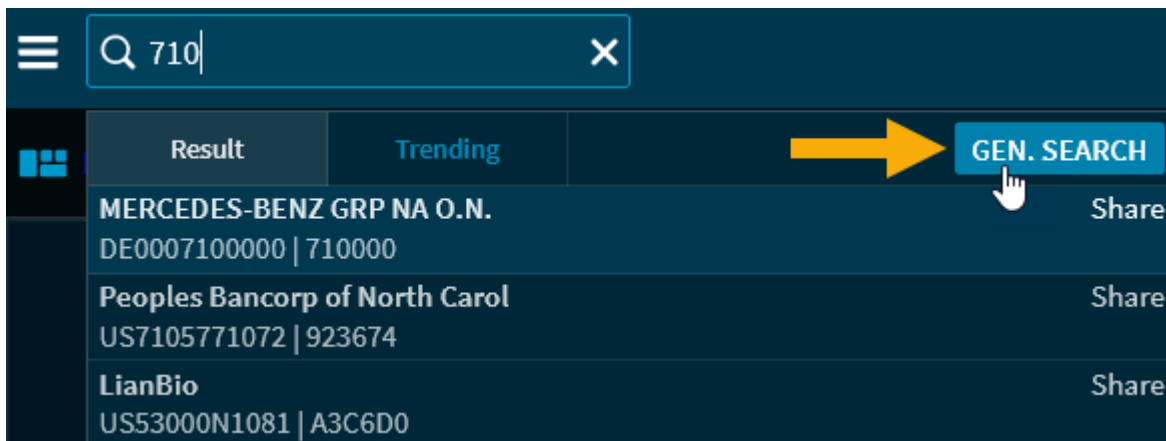 710
Result Trending GEN. SEARCH
MERCEDES-BENZ GRP NA O.N. Share
DE0007100000 | 710000
Peoples Bancorp of North Carol Share
US7105771072 | 923674
LianBio Share
US53000N1081 | A3C6D0